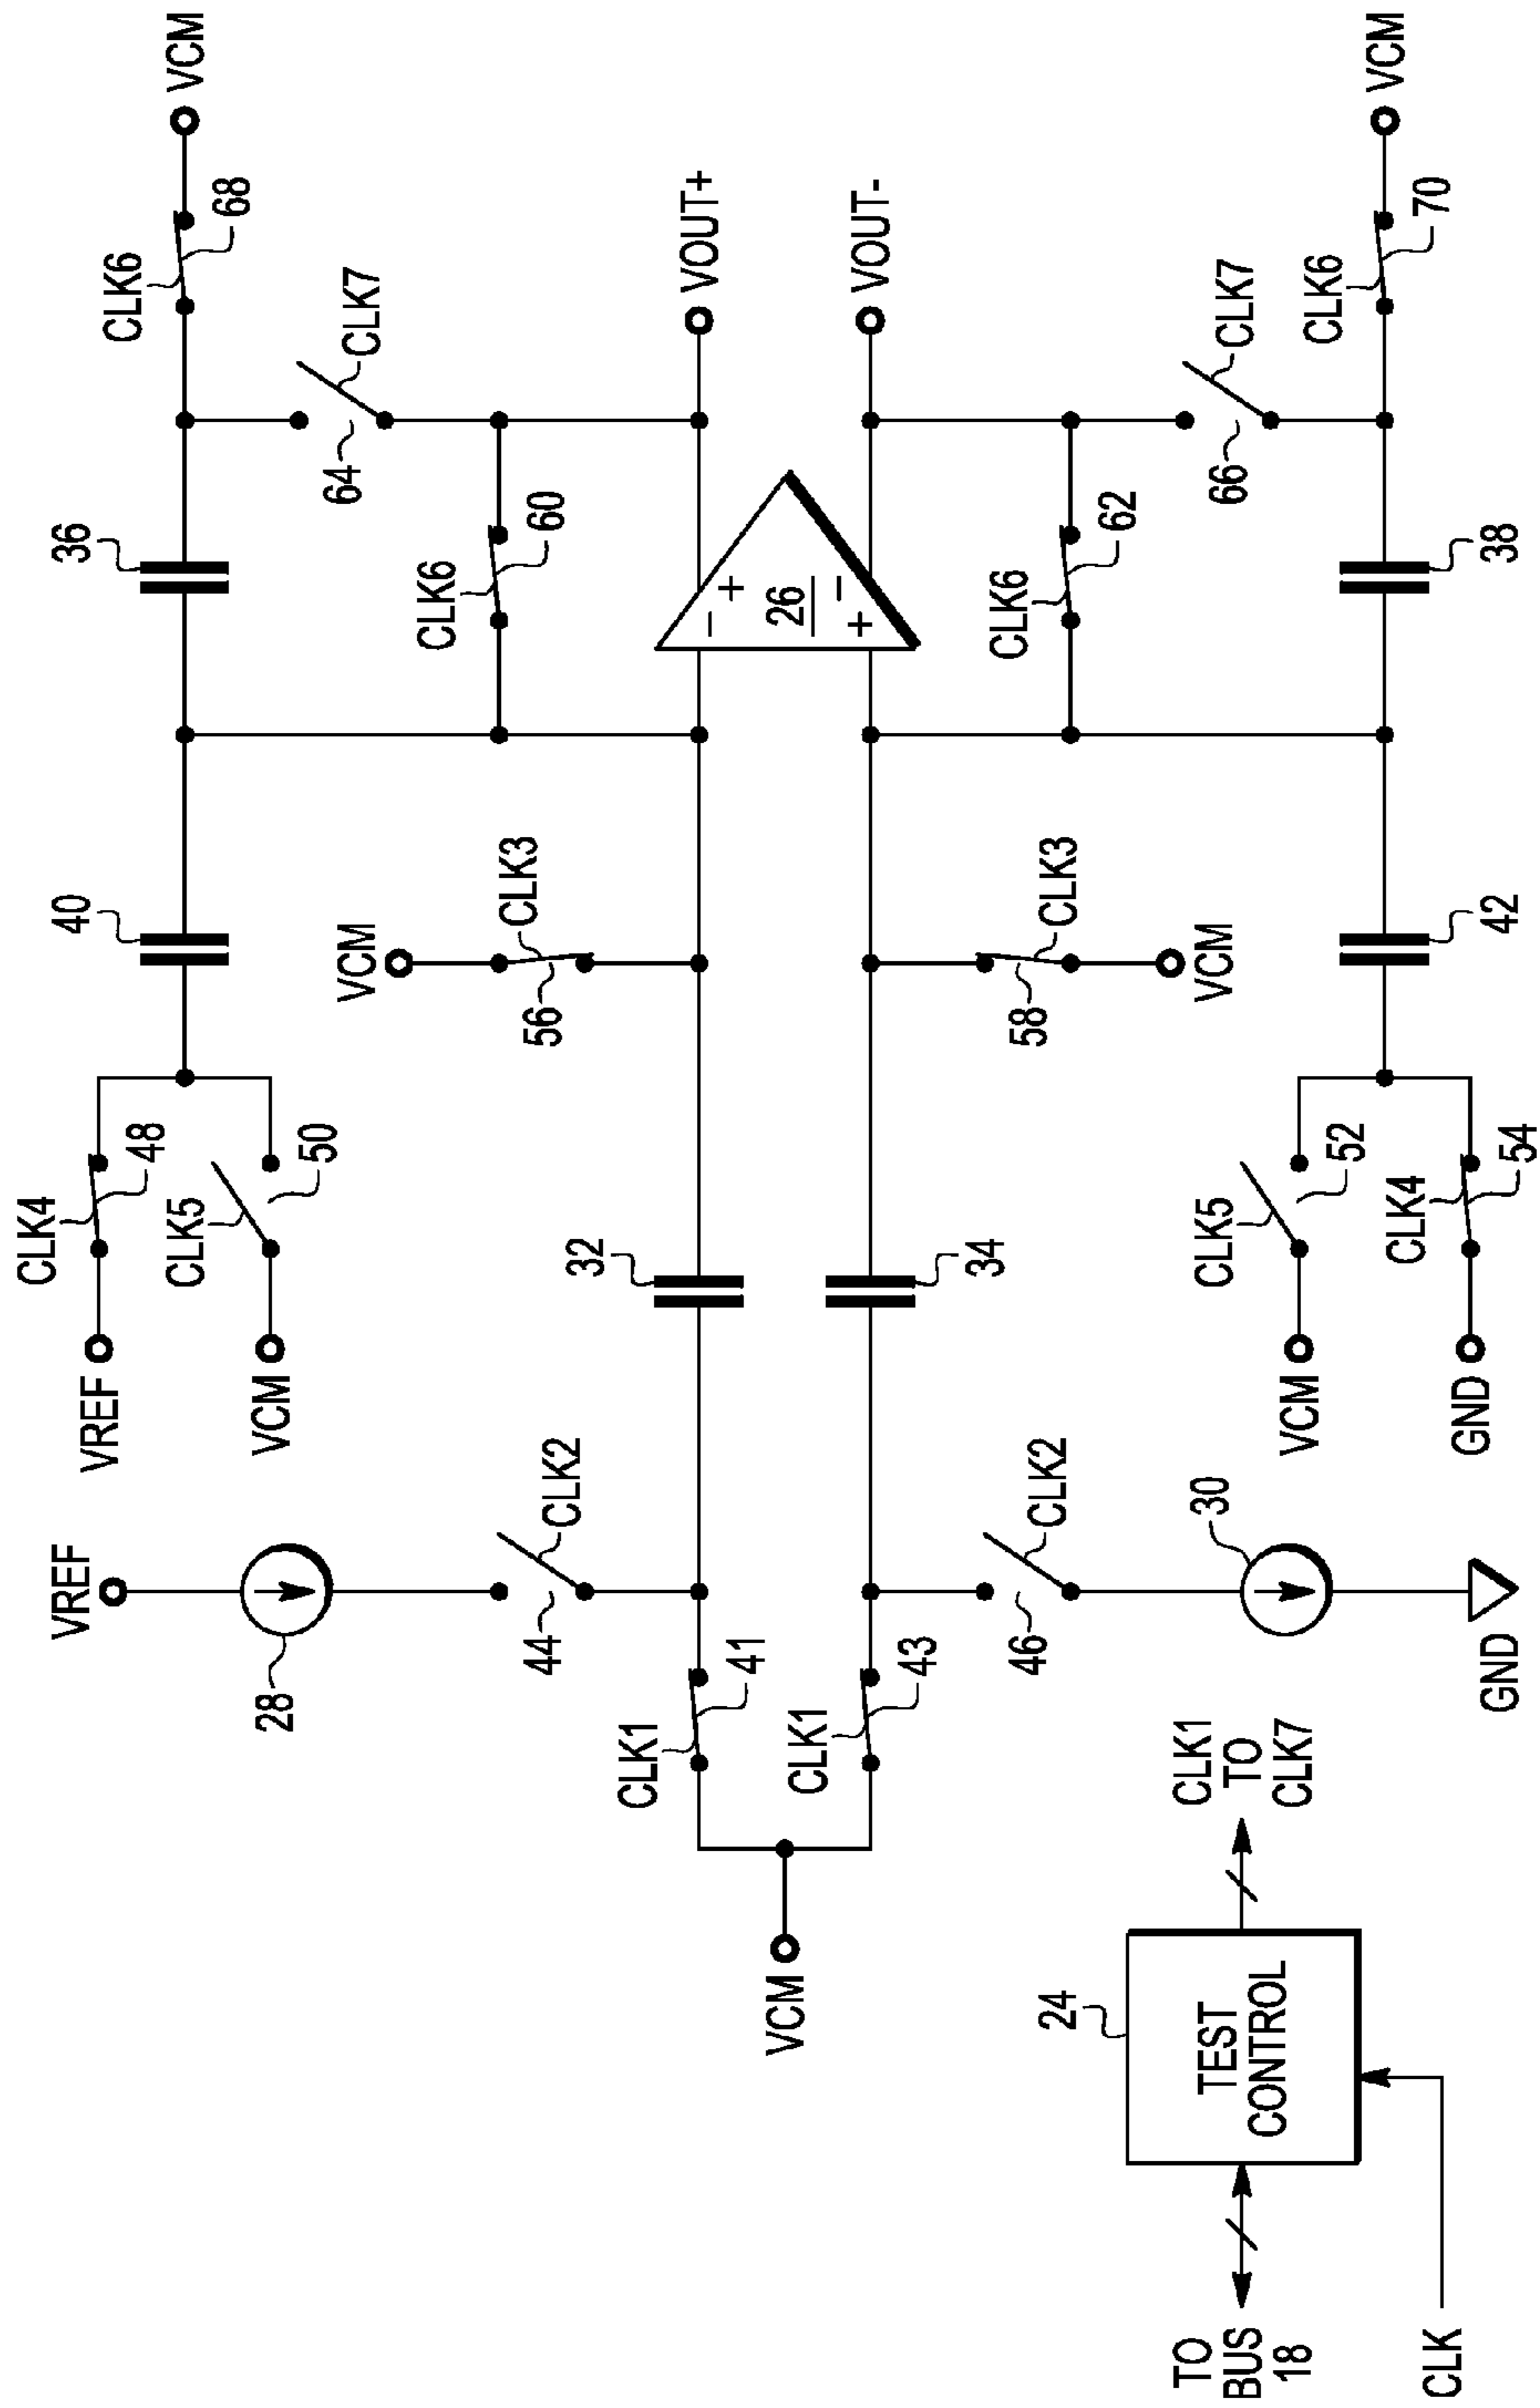 VREF
CLK4
48
40
36
CLK6
68
VCM
VCM
CLK5
50
VREF
28
44
CLK2
VCM
56
CLK3
CLK6
60
64
CLK7
32
CLK1
41
VCM
CLK1
43
34
26
-
+
+
-
VOUT+
VOUT-
46
CLK2
30
GND
58
CLK3
VCM
CLK6
62
66
CLK7
VCM
CLK5
52
GND
CLK4
54
42
38
CLK6
70
VCM
24
TEST
CONTROL
TO
BUS
18
CLK
CLK1
TO
CLK7